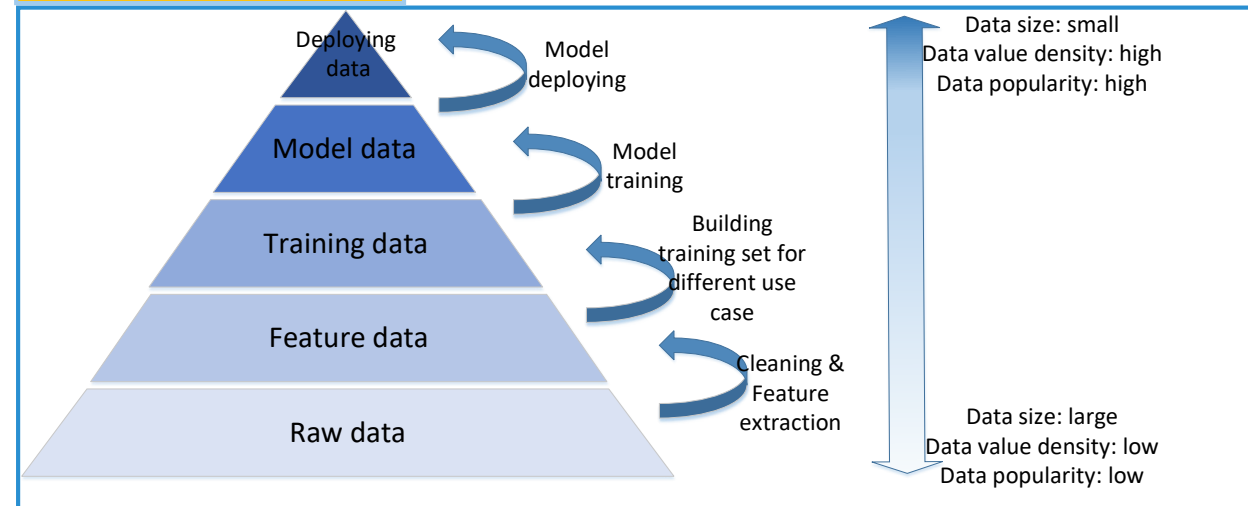 Deploying
data
Model
deploying
Model data
Model
training
Training data
Building
training set for
different use
case
Feature data
Cleaning &
Feature
extraction
Raw data
Data size: small
Data value density: high
Data popularity: high
Data size: large
Data value density: low
Data popularity: low